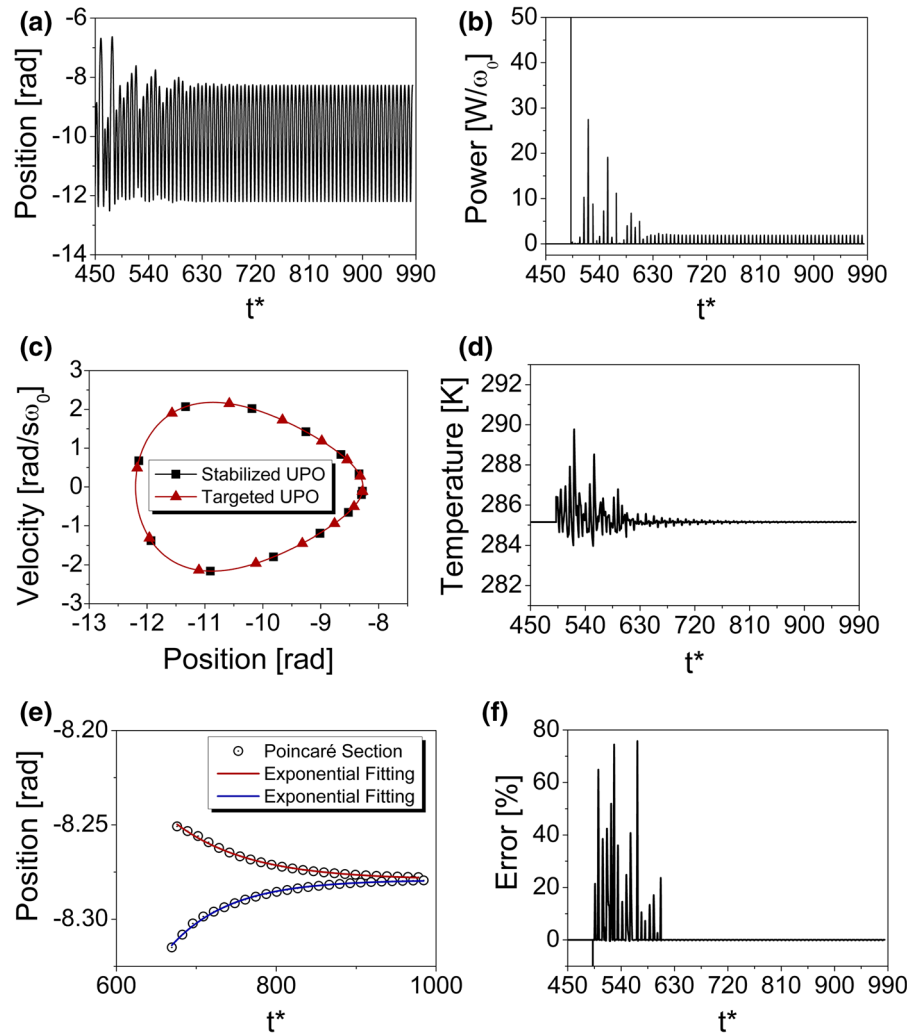 (a)
-6
-8
-10
-12
-14
Position [rad]
450 540 630 720 810 900 990
t*
(b)
50
40
30
20
10
0
Power [W/ω0]
450 540 630 720 810 900 990
t*
(c)
3
2
1
0
-1
-2
-3
Velocity [rad/sω0]
Stabilized UPO
Targeted UPO
-13 -12 -11 -10 -9 -8
Position [rad]
(d)
292
290
288
286
284
282
Temperature [K]
450 540 630 720 810 900 990
t*
(e)
-8.20
-8.25
-8.30
Position [rad]
Poincaré Section
Exponential Fitting
Exponential Fitting
600 800 1000
t*
(f)
80
60
40
20
0
Error [%]
450 540 630 720 810 900 990
t*